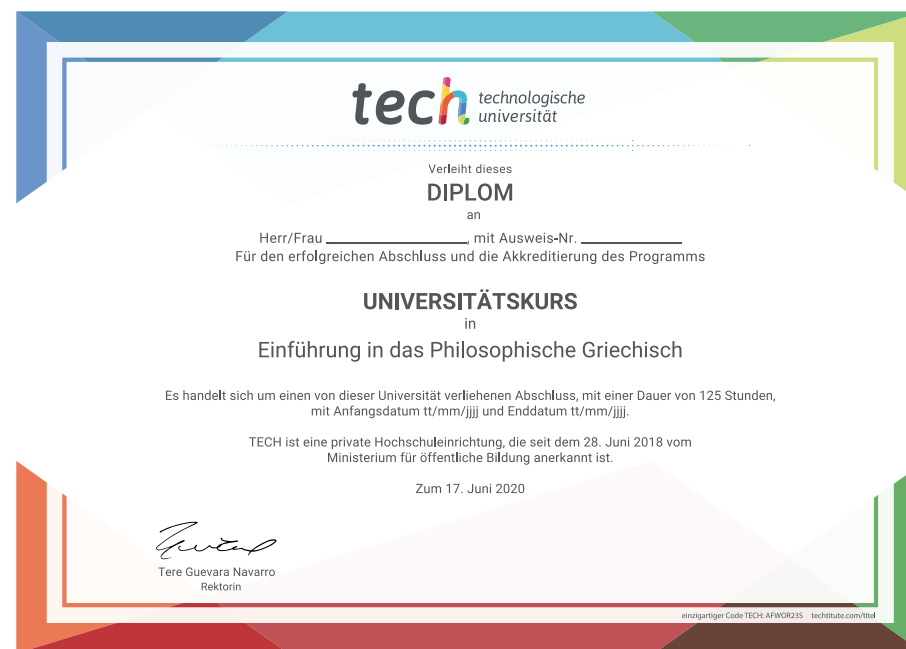 tech technologische
universität
Verleiht dieses
DIPLOM
an
Herr/Frau ____________________, mit Ausweis-Nr. ______________
Für den erfolgreichen Abschluss und die Akkreditierung des Programms
UNIVERSITÄTSKURS
in
Einführung in das Philosophische Griechisch
Es handelt sich um einen von dieser Universität verliehenen Abschluss, mit einer Dauer von 125 Stunden,
mit Anfangsdatum tt/mm/jjjj und Enddatum tt/mm/jjjj.
TECH ist eine private Hochschuleinrichtung, die seit dem 28. Juni 2018 vom
Ministerium für öffentliche Bildung anerkannt ist.
Zum 17. Juni 2020
Tere Guevara Navarro
Rektorin
einzigartiger Code TECH: AFWOR23S techtitute.com/titel